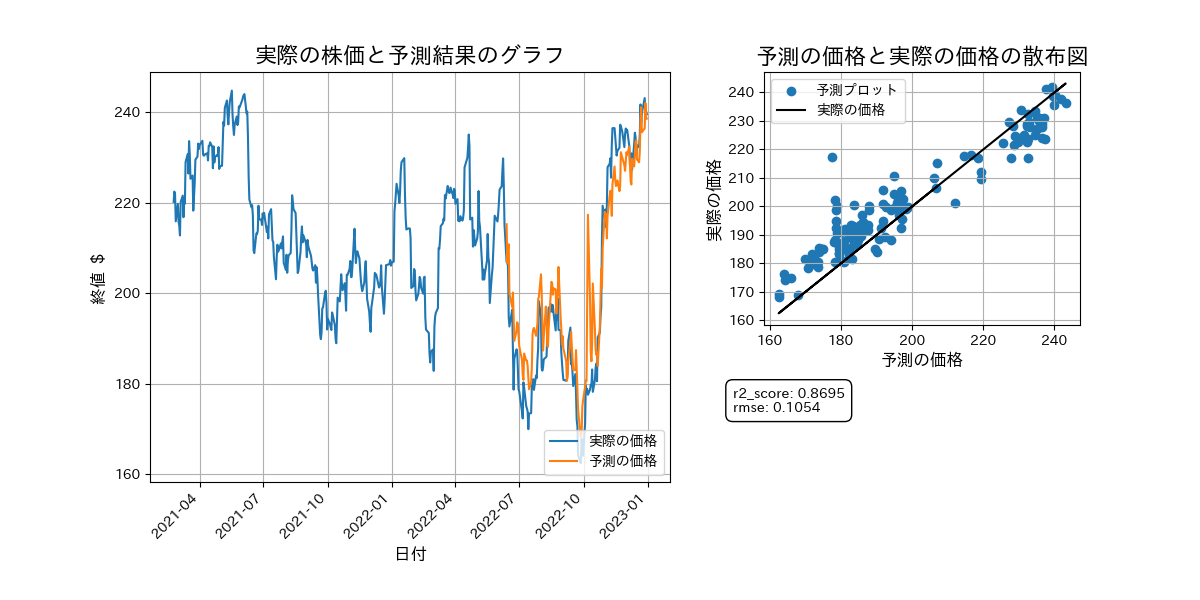 実際の株価と予測結果のグラフ
終値 $
240
220
200
180
160
2021-04
2021-07
2021-10
2022-01
2022-04
2022-07
2022-10
2023-01
日付
実際の価格
予測の価格
予測の価格と実際の価格の散布図
実際の価格
240
230
220
210
200
190
180
170
160
160
180
200
220
240
予測の価格
予測プロット
実際の価格
r2_score: 0.8695
rmse: 0.1054